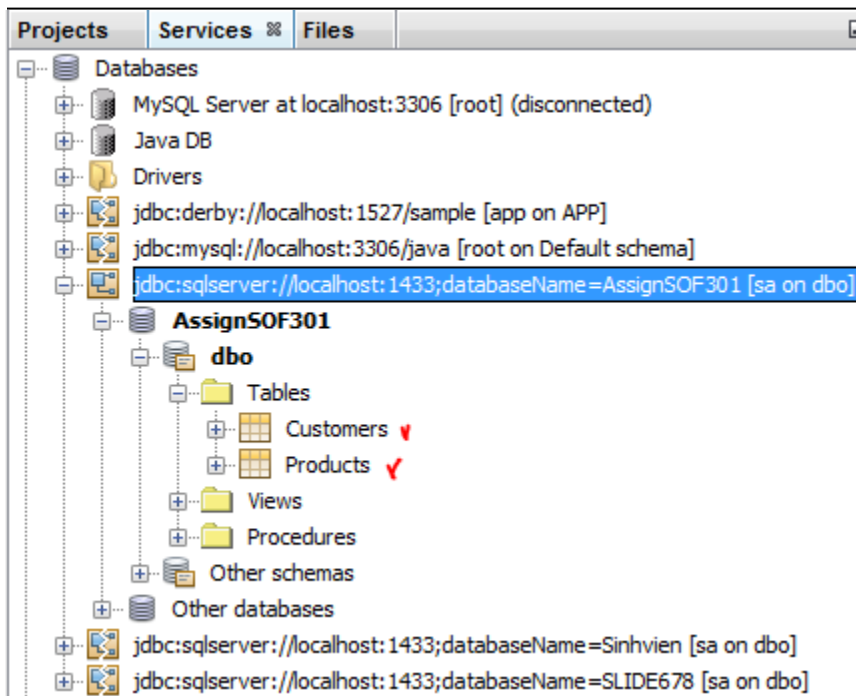 Projects Services Files
Databases
MySQL Server at localhost:3306 [root] (disconnected)
Java DB
Drivers
jdbc:derby://localhost:1527/sample [app on APP]
jdbc:mysql://localhost:3306/java [root on Default schema]
jdbc:sqlserver://localhost:1433;databaseName=AssignSOF301 [sa on dbo]
AssignSOF301
dbo
Tables
Customers
Products
Views
Procedures
Other schemas
Other databases
jdbc:sqlserver://localhost:1433;databaseName=Sinhvien [sa on dbo]
jdbc:sqlserver://localhost:1433;databaseName=SLIDE678 [sa on dbo]